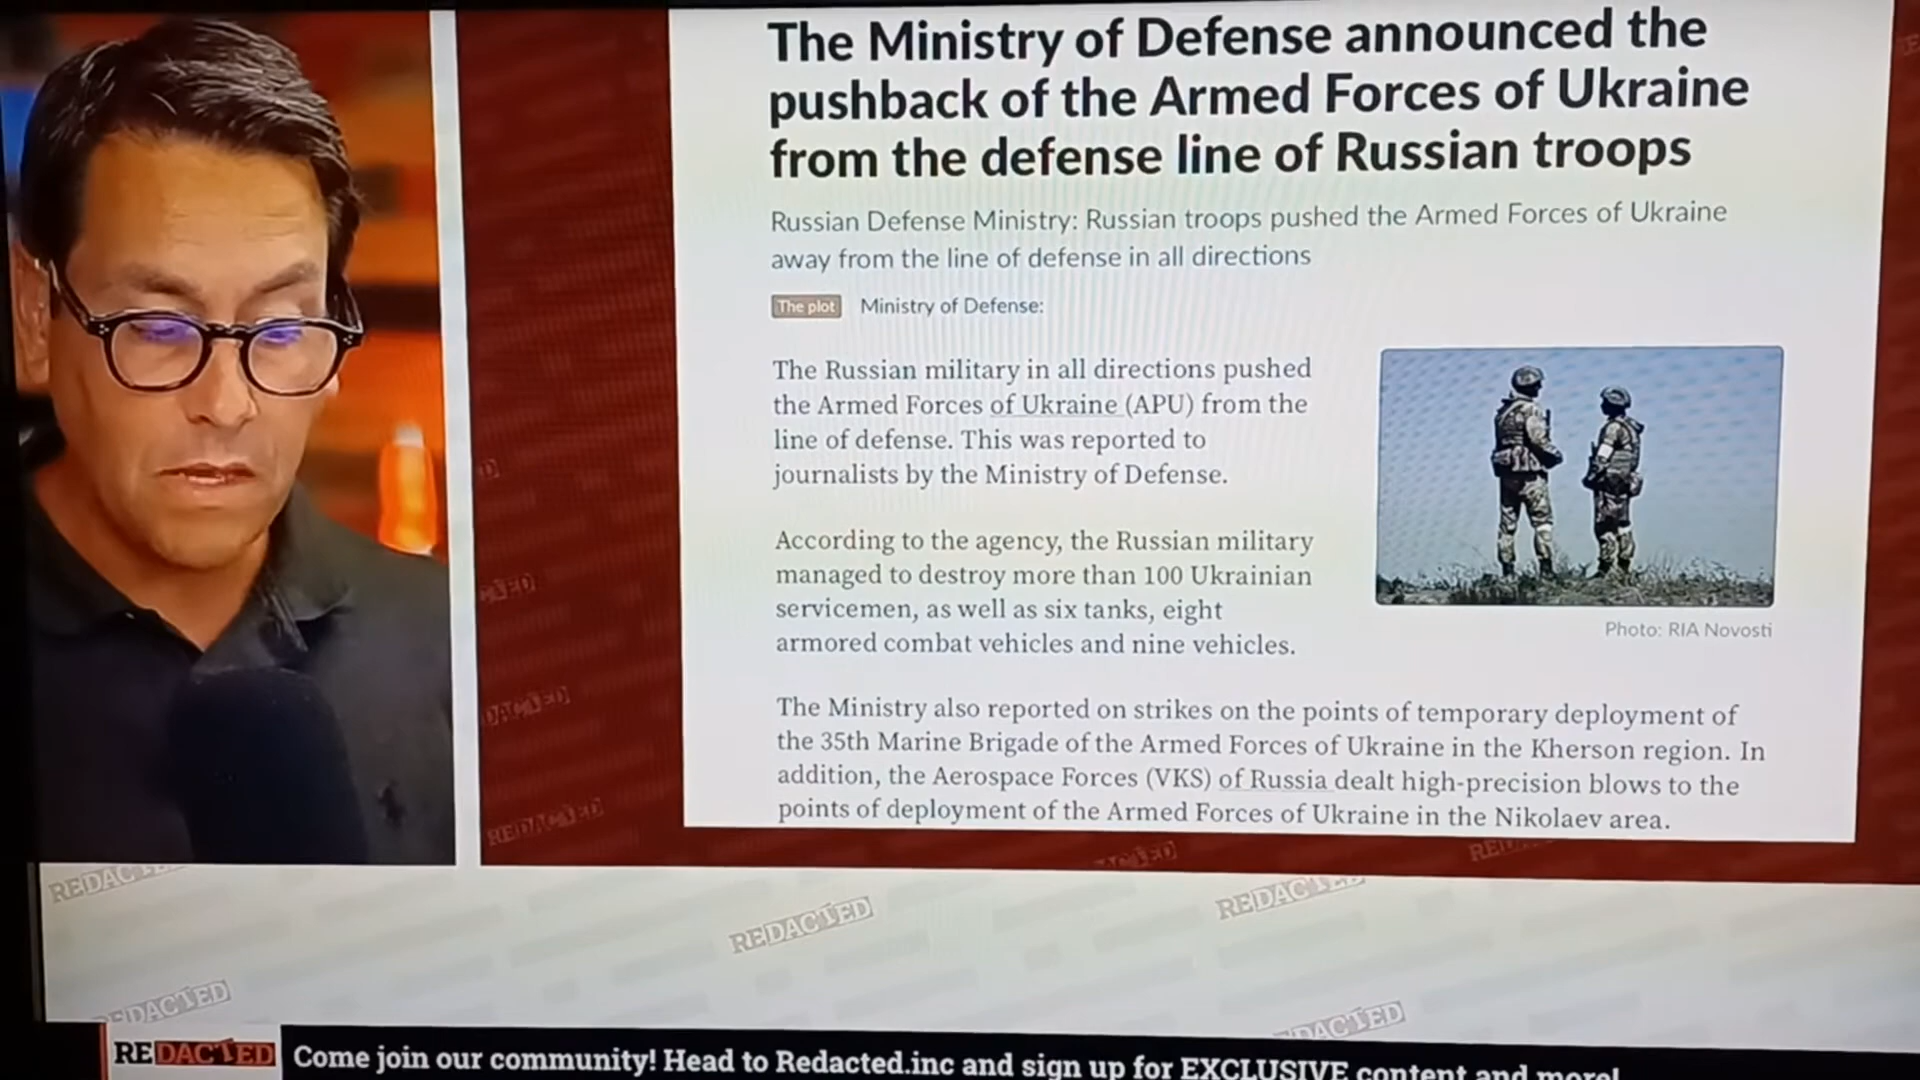 The Ministry of Defense announced the
pushback of the Armed Forces of Ukraine
from the defense line of Russian troops
Russian Defense Ministry: Russian troops pushed the Armed Forces of Ukraine
away from the line of defense in all directions
The plot Ministry of Defense:
The Russian military in all directions pushed
the Armed Forces of Ukraine (APU) from the
line of defense. This was reported to
journalists by the Ministry of Defense.
According to the agency, the Russian military
managed to destroy more than 100 Ukrainian
servicemen, as well as six tanks, eight
armored combat vehicles and nine vehicles.
Photo: RIA Novosti
The Ministry also reported on strikes on the points of temporary deployment of
the 35th Marine Brigade of the Armed Forces of Ukraine in the Kherson region. In
addition, the Aerospace Forces (VKS) of Russia dealt high-precision blows to the
points of deployment of the Armed Forces of Ukraine in the Nikolaev area.
REDACTED
REDACTED
REDACTED
REDACTED
Come join our community! Head to Redacted.inc and sign up for EXCLUSIVE content and more!